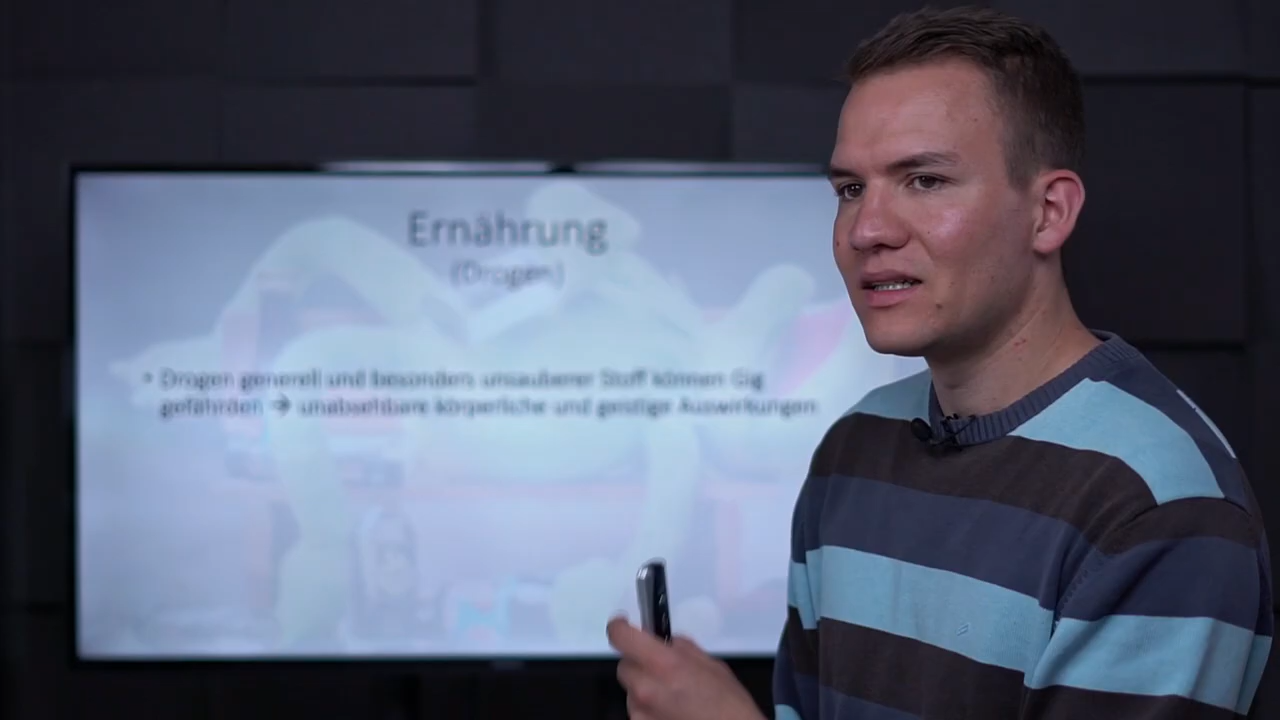 Ernährung
(Drogen)
• Drogen generell und besonders unsauberer Stoff können Gig
gefährden → unabsehbare körperliche und geistige Auswirkungen